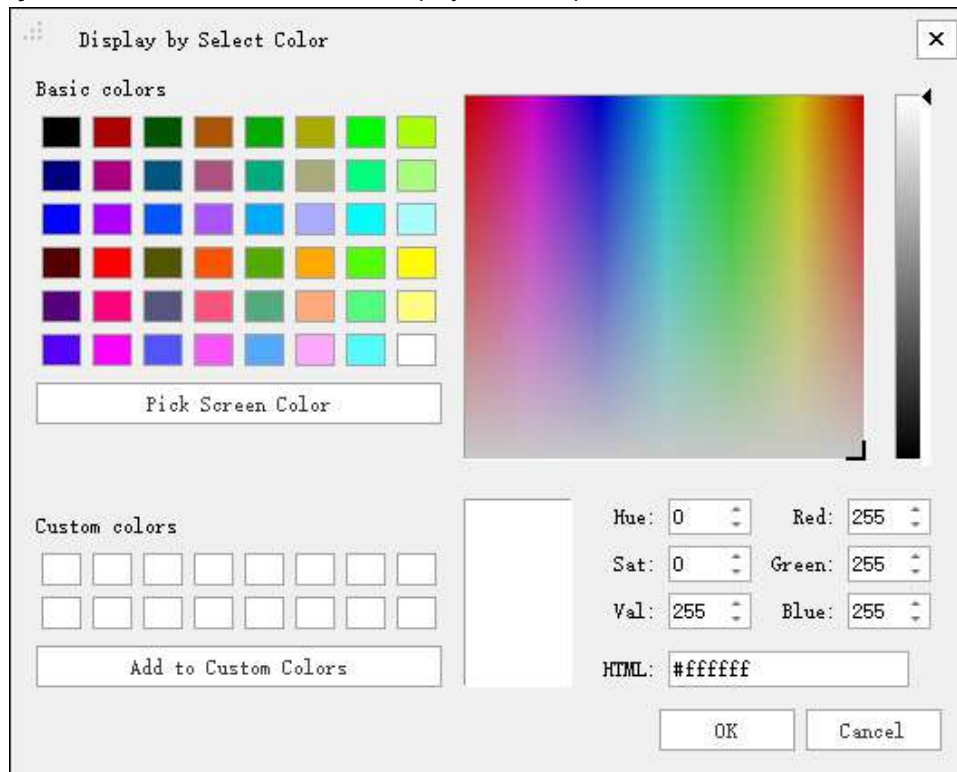 Display by Select Color
Basic colors
Pick Screen Color
Custom colors
Add to Custom Colors
Hue: 0 Red: 255
Sat: 0 Green: 255
Val: 255 Blue: 255
HTML: #ffffff
OK Cancel